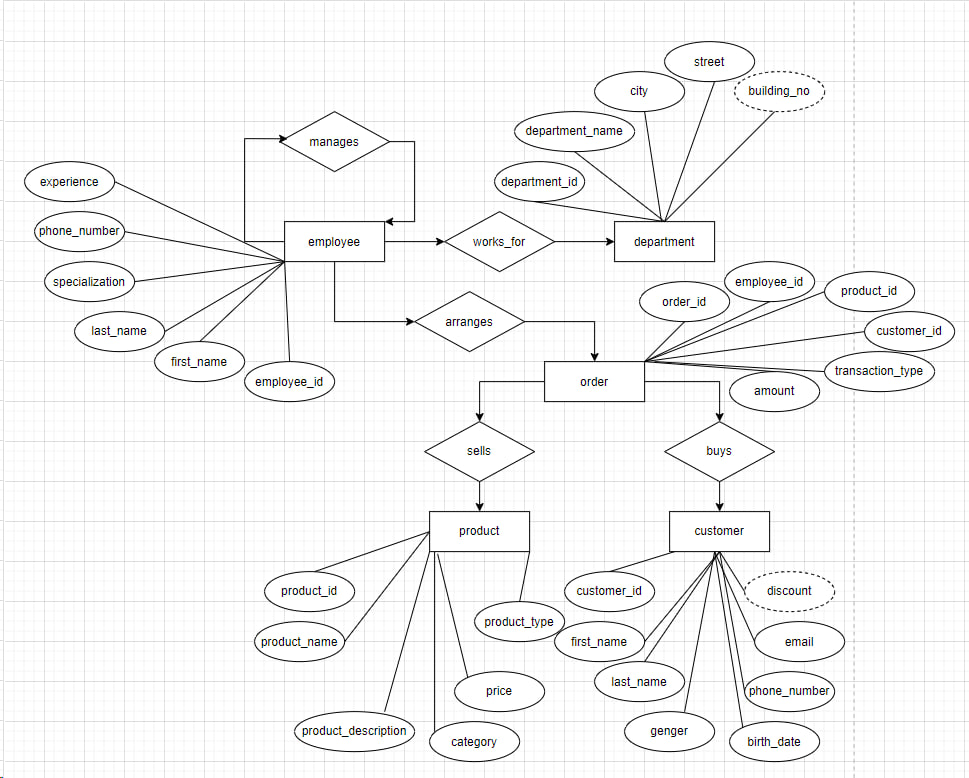 street
city
building_no
department_name
manages
experience
department_id
phone_number
employee
works_for
department
specialization
employee_id
product_id
order_id
last_name
arranges
customer_id
first_name
employee_id
order
transaction_type
amount
sells
buys
product
customer
product_id
customer_id
discount
product_name
product_type
first_name
email
last_name
price
phone_number
product_description
category
genger
birth_date